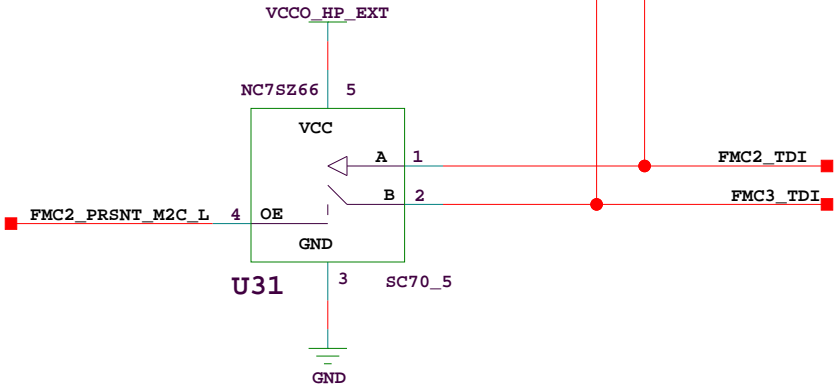 VCCO_HP_EXT
NC7SZ66 5
VCC
A 1 FMC2_TDI
B 2 FMC3_TDI
FMC2_PRSNT_M2C_L 4 OE
GND
U31 3 SC70_5
GND